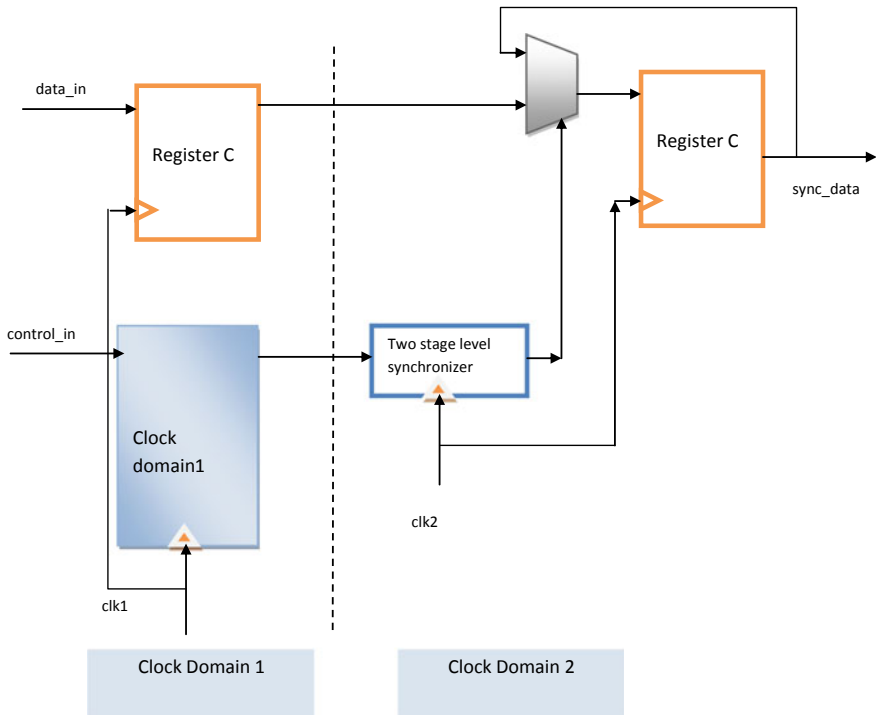 data_in
Register C
Register C
sync_data
control_in
Two stage level
synchronizer
Clock
domain1
clk2
clk1
Clock Domain 1
Clock Domain 2